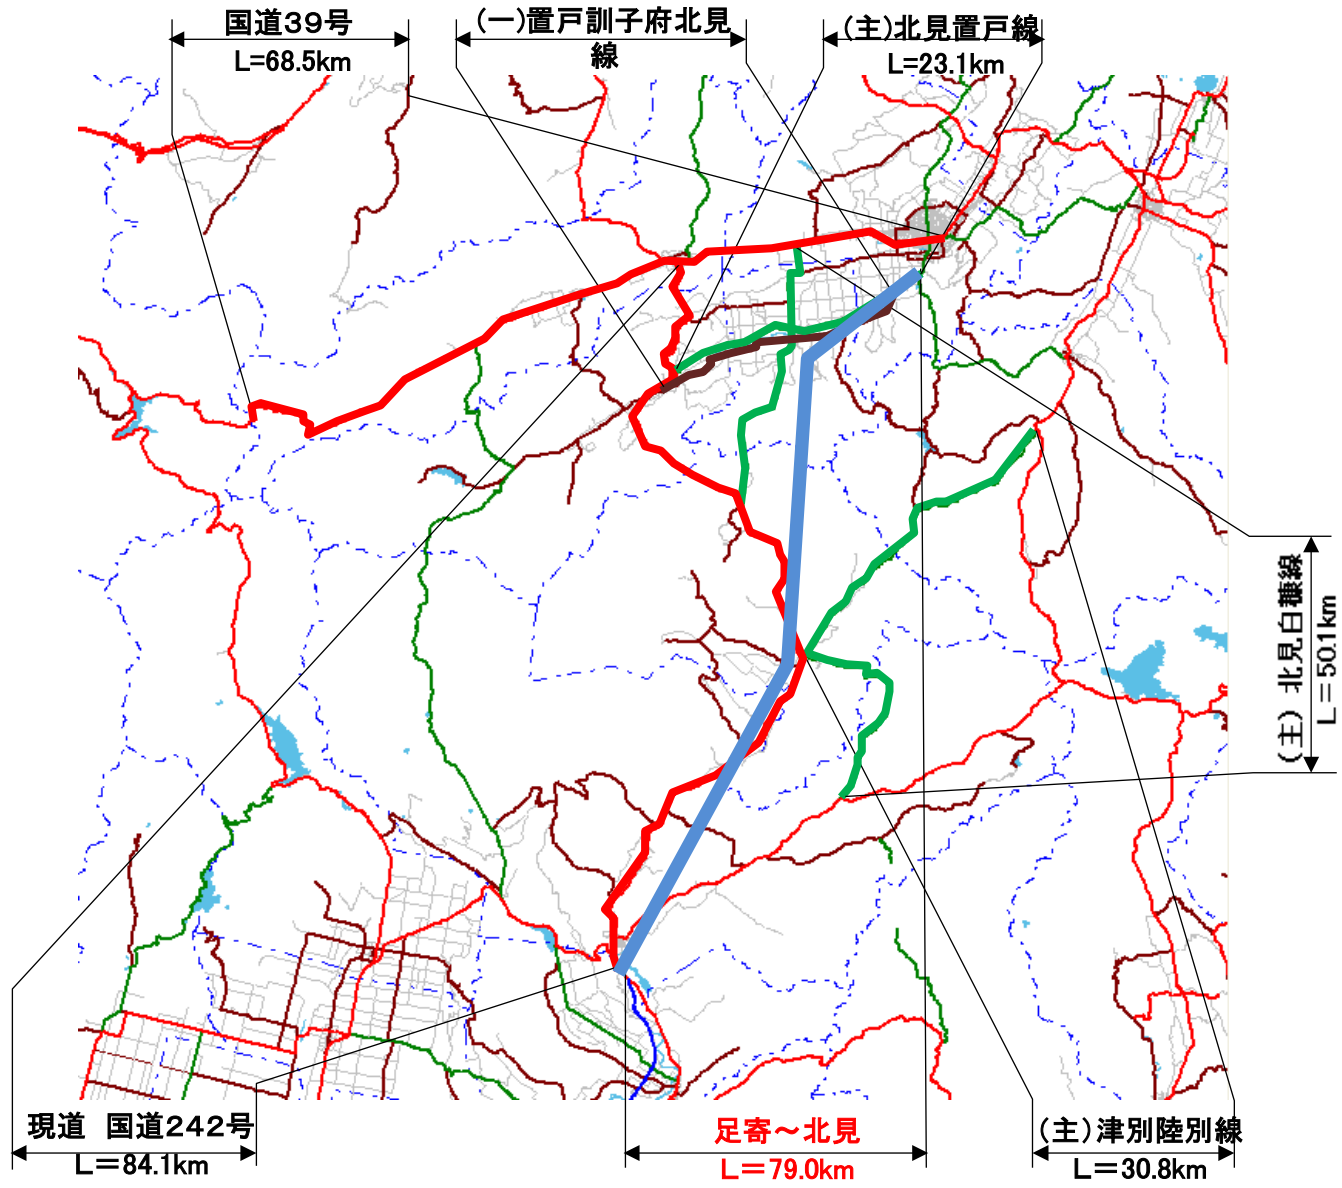 国道39号
L=68.5km
(一)置戸訓子府北見
線
(主)北見置戸線
L=23.1km
(主) 北見白糠線
L=50.1km
現道 国道242号
L=84.1km
足寄～北見
L=79.0km
(主)津別陸別線
L=30.8km